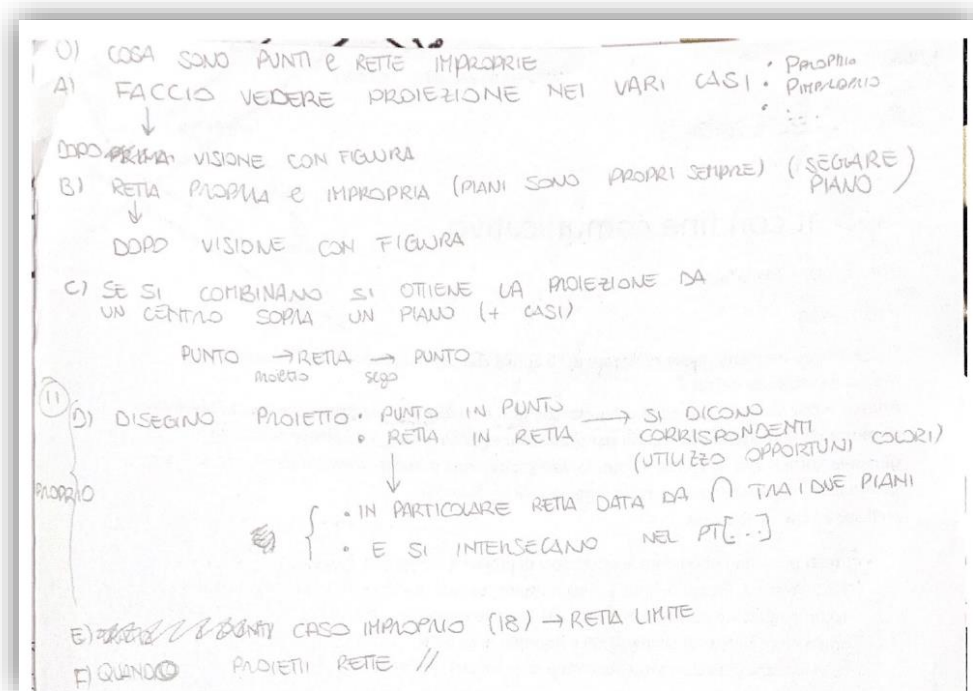 0) COSA SONO PUNTI E RETTE IMPROPRIE
A) FACCIO VEDERE PROIEZIONE NEI VARI CASI • PROPRIO
• IMPROPRIO
• ...
↓
DOPO VISIONE CON FIGURA
B) RETTA PROPRIA E IMPROPRIA (PIANI SONO PROPRI SEMPRE) (SEGARE PIANO)
↓
DOPO VISIONE CON FIGURA
C) SE SI COMBINANO SI OTTIENE LA PROIEZIONE DA
UN CENTRO SOPRA UN PIANO (+ CASI)
PUNTO → RETTA → PUNTO
proietto sego
11
PROPRIO
D) DISEGNO PROIETTO • PUNTO IN PUNTO → SI DICONO
• RETTA IN RETTA CORRISPONDENTI
(UTILIZZO OPPORTUNI COLORI)
↓
{ • IN PARTICOLARE RETTA DATA DA ∩ TRA I DUE PIANI
• E SI INTERSECANO NEL PT[...]
E) CASO IMPROPRIO (18) → RETTA LIMITE
F) QUANDO PROIETTI RETTE //